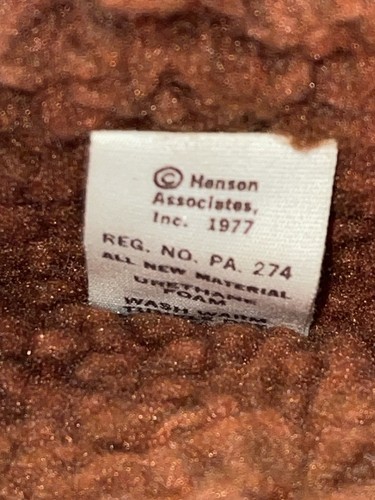 © Henson
Associates,
Inc. 1977
REG. NO. PA. 274
ALL NEW MATERIAL
URETHANE
FOAM
WASH WARM